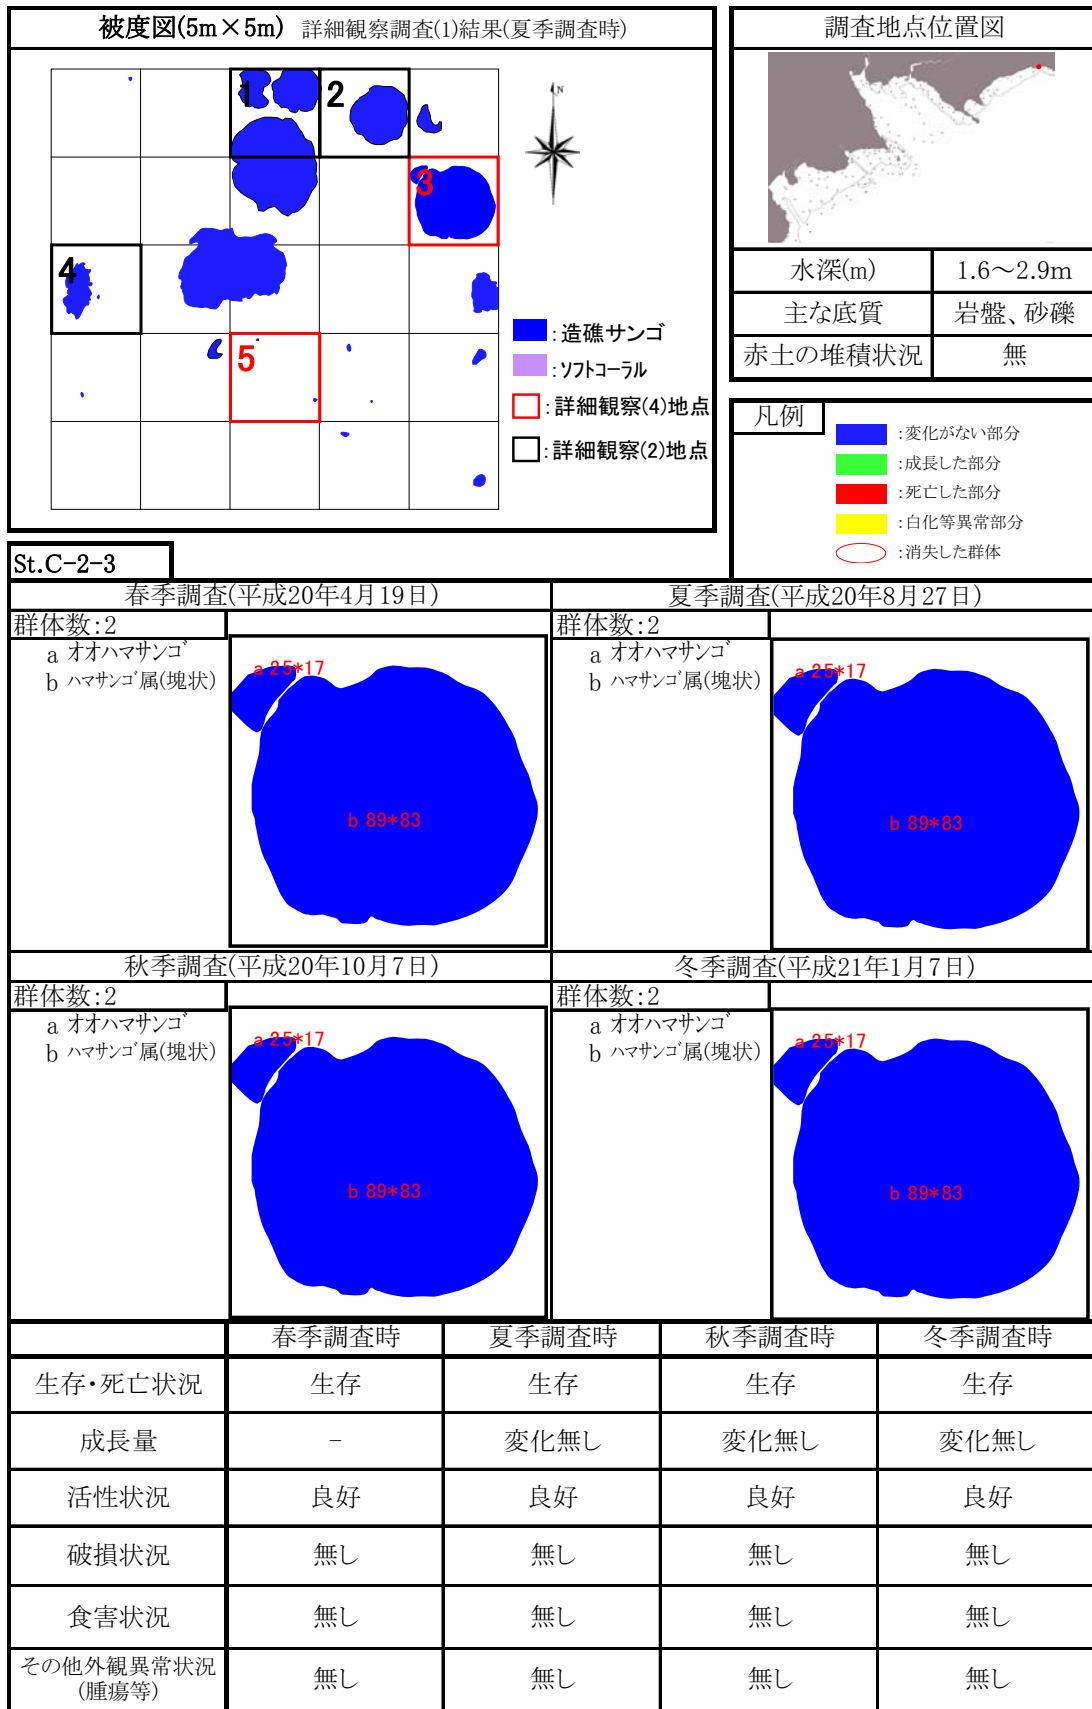 被度図(5m×5m) 詳細観察調査(1)結果(夏季調査時)
1
2
3
4
5
N
:造礁サンゴ
:ソフトコーラル
:詳細観察(4)地点
:詳細観察(2)地点
調査地点位置図
水深(m) 1.6～2.9m
主な底質 岩盤、砂礫
赤土の堆積状況 無
凡例
:変化がない部分
:成長した部分
:死亡した部分
:白化等異常部分
:消失した群体
St.C-2-3
春季調査(平成20年4月19日)
群体数:2
a オオハマサンゴ
b ハマサンゴ属(塊状)
a 25*17
b 89*83
夏季調査(平成20年8月27日)
群体数:2
a オオハマサンゴ
b ハマサンゴ属(塊状)
a 25*17
b 89*83
秋季調査(平成20年10月7日)
群体数:2
a オオハマサンゴ
b ハマサンゴ属(塊状)
a 25*17
b 89*83
冬季調査(平成21年1月7日)
群体数:2
a オオハマサンゴ
b ハマサンゴ属(塊状)
a 25*17
b 89*83
春季調査時 夏季調査時 秋季調査時 冬季調査時
生存・死亡状況 生存 生存 生存 生存
成長量 － 変化無し 変化無し 変化無し
活性状況 良好 良好 良好 良好
破損状況 無し 無し 無し 無し
食害状況 無し 無し 無し 無し
その他外観異常状況
(腫瘍等) 無し 無し 無し 無し